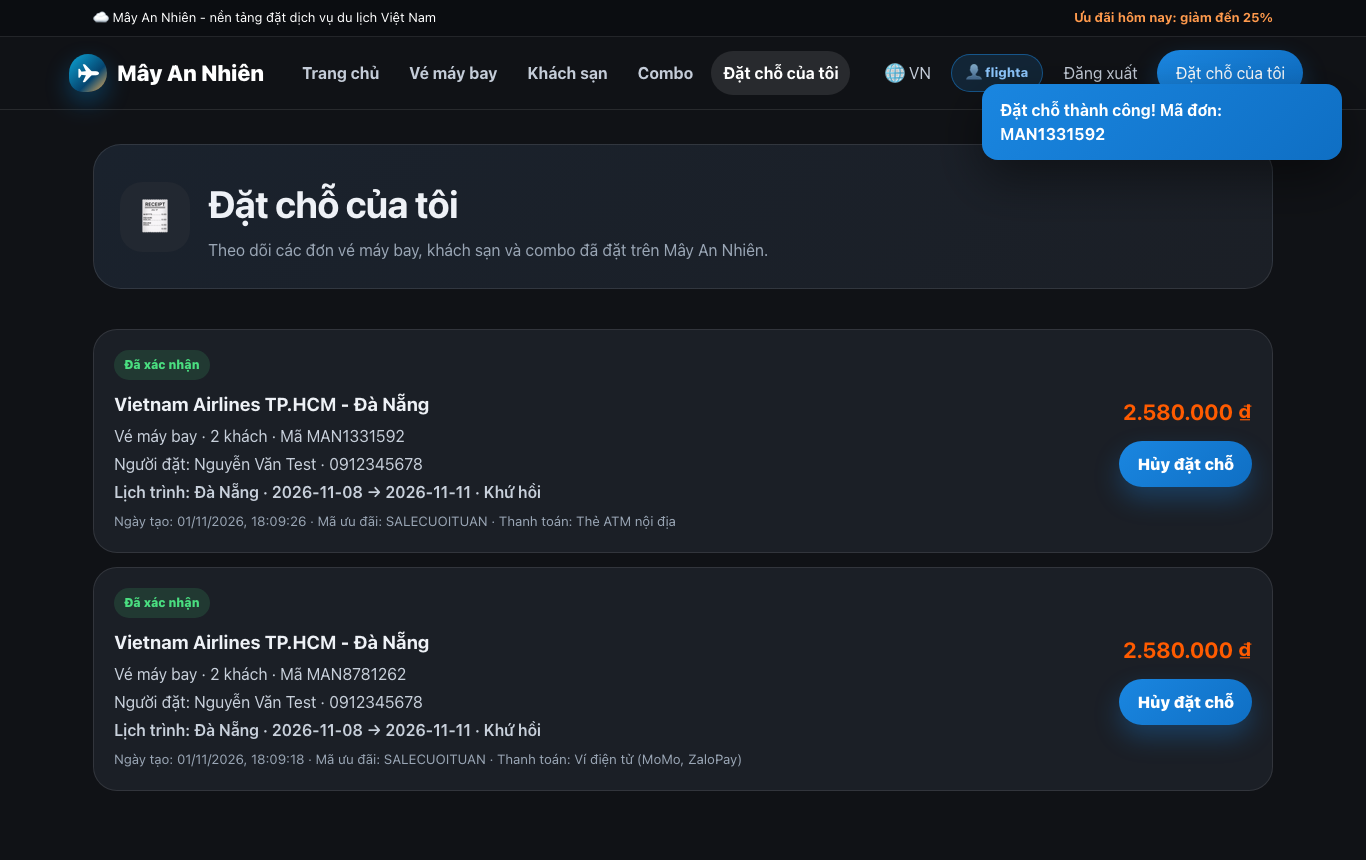 Mây An Nhiên - nền tảng đặt dịch vụ du lịch Việt Nam
Ưu đãi hôm nay: giảm đến 25%
Mây An Nhiên
Trang chủ
Vé máy bay
Khách sạn
Combo
Đặt chỗ của tôi
VN
flighta
Đăng xuất
Đặt chỗ của tôi
Đặt chỗ thành công! Mã đơn:
MAN1331592
RECEIPT
Đặt chỗ của tôi
Theo dõi các đơn vé máy bay, khách sạn và combo đã đặt trên Mây An Nhiên.
Đã xác nhận
Vietnam Airlines TP.HCM - Đà Nẵng
Vé máy bay · 2 khách · Mã MAN1331592
Người đặt: Nguyễn Văn Test · 0912345678
Lịch trình: Đà Nẵng · 2026-11-08 → 2026-11-11 · Khứ hồi
Ngày tạo: 01/11/2026, 18:09:26 · Mã ưu đãi: SALECUOITUAN · Thanh toán: Thẻ ATM nội địa
2.580.000 ₫
Hủy đặt chỗ
Đã xác nhận
Vietnam Airlines TP.HCM - Đà Nẵng
Vé máy bay · 2 khách · Mã MAN8781262
Người đặt: Nguyễn Văn Test · 0912345678
Lịch trình: Đà Nẵng · 2026-11-08 → 2026-11-11 · Khứ hồi
Ngày tạo: 01/11/2026, 18:09:18 · Mã ưu đãi: SALECUOITUAN · Thanh toán: Ví điện tử (MoMo, ZaloPay)
2.580.000 ₫
Hủy đặt chỗ